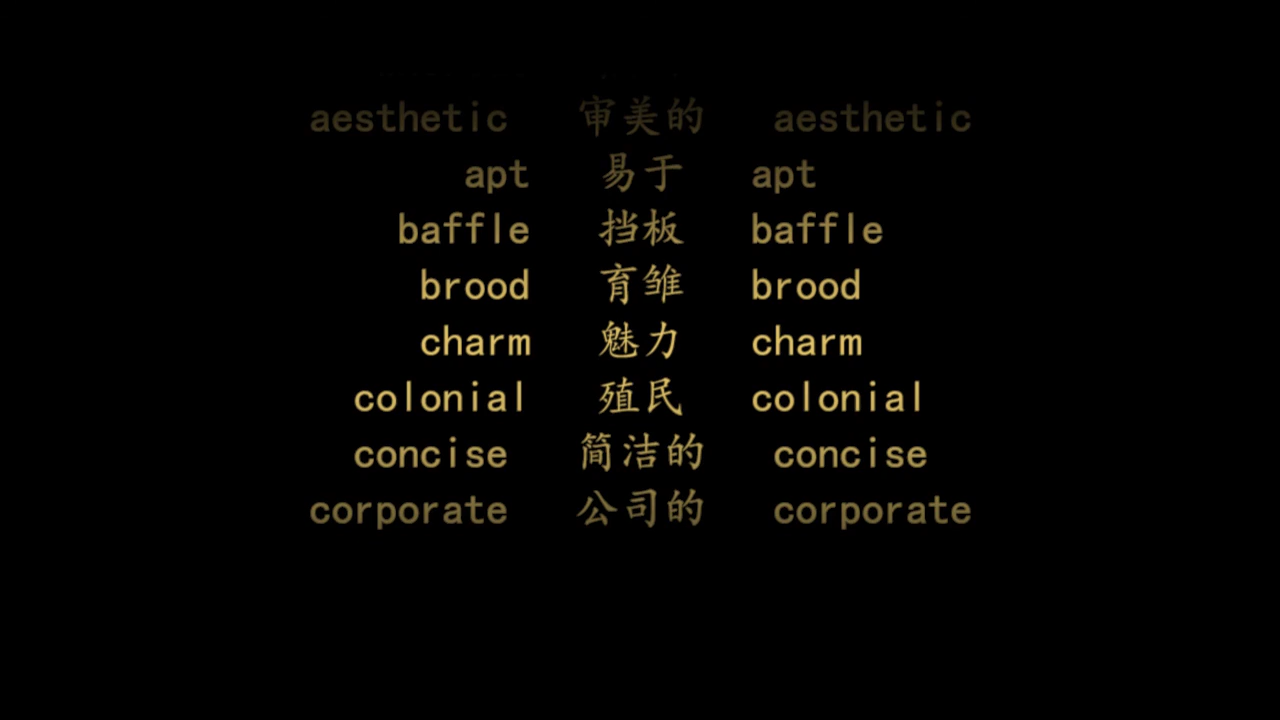 aesthetic 审美的 aesthetic
apt 易于 apt
baffle 挡板 baffle
brood 育雏 brood
charm 魅力 charm
colonial 殖民 colonial
concise 简洁的 concise
corporate 公司的 corporate